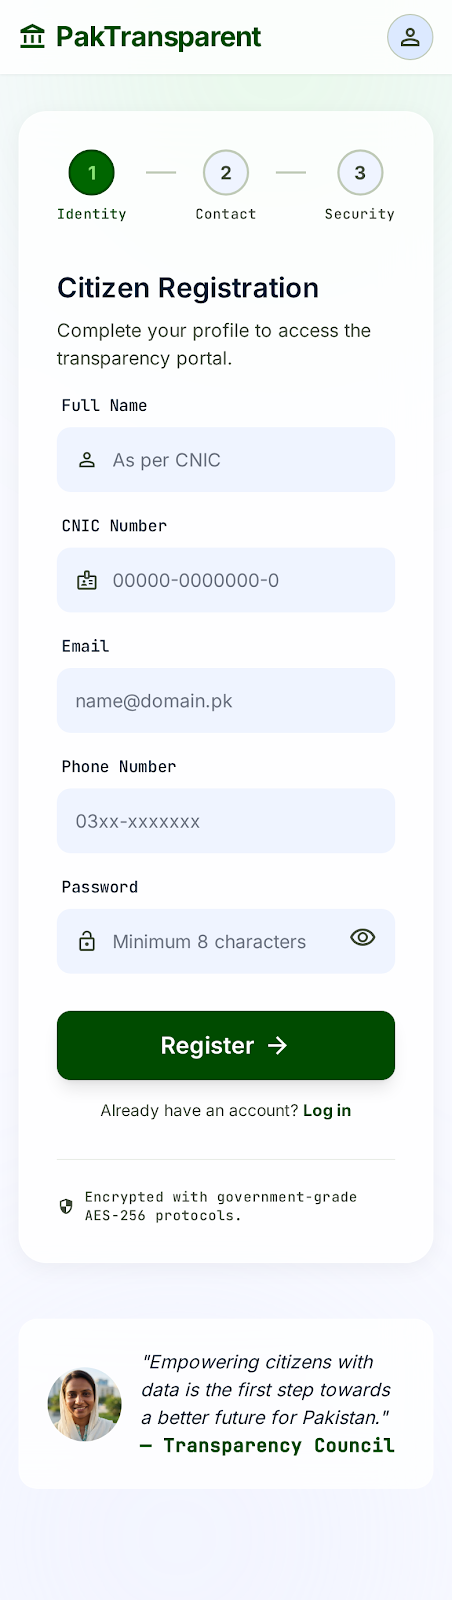 PakTransparent
1
2
3
Identity
Contact
Security
Citizen Registration
Complete your profile to access the
transparency portal.
Full Name
As per CNIC
CNIC Number
00000-0000000-0
Email
name@domain.pk
Phone Number
03xx-xxxxxxx
Password
Minimum 8 characters
Register →
Already have an account? Log in
Encrypted with government-grade
AES-256 protocols.
"Empowering citizens with
data is the first step towards
a better future for Pakistan."
— Transparency Council